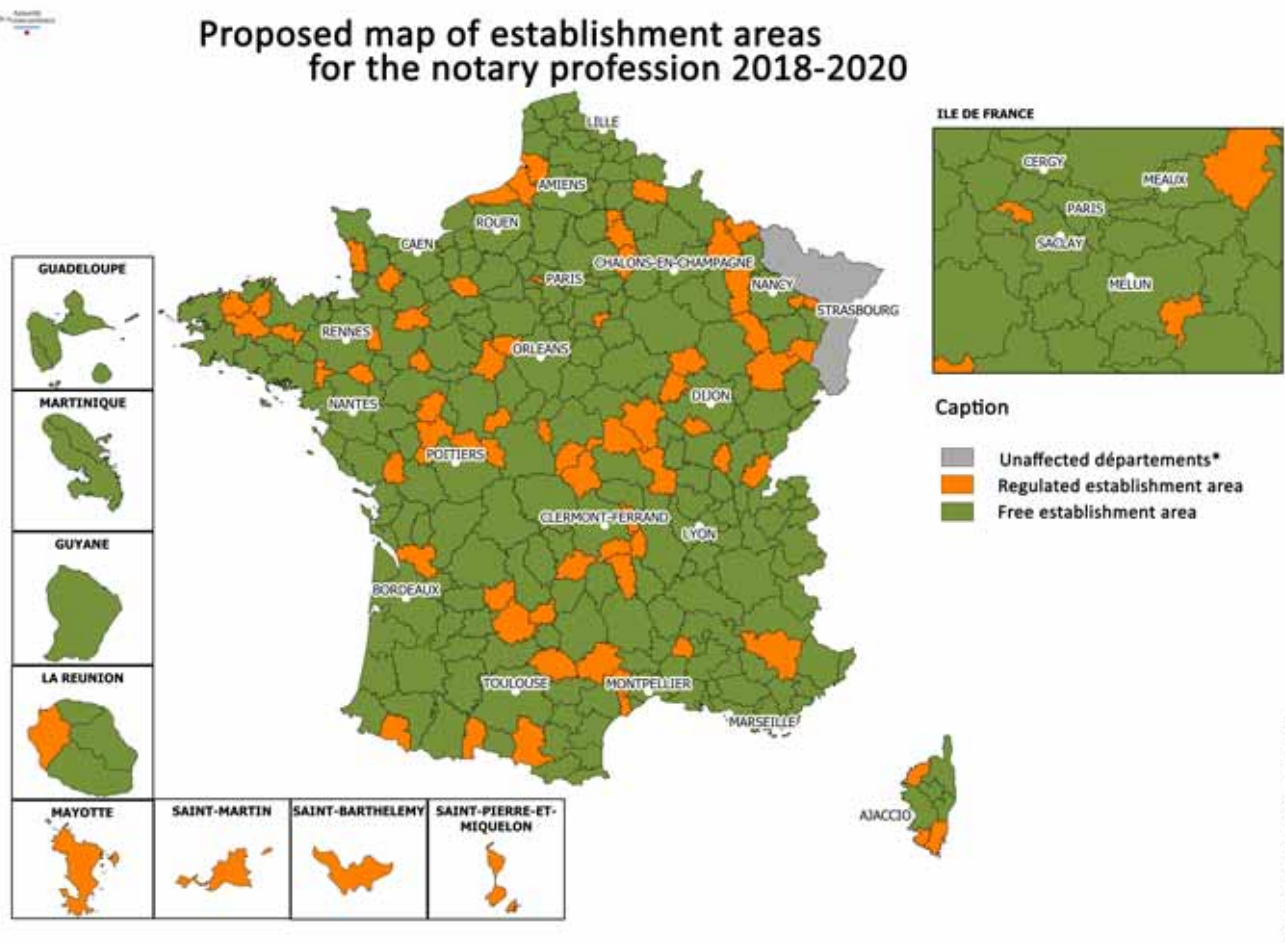 Proposed map of establishment areas
for the notary profession 2018-2020
ILE DE FRANCE
CERGY
MEAUX
PARIS
SACLAY
MELUN
LILLE
AMIENS
ROUEN
CAEN
CHALONS-EN-CHAMPAGNE
PARIS
NANCY
STRASBOURG
RENNES
ORLEANS
NANTES
DIJON
POITIERS
CLERMONT-FERRAND
LYON
BORDEAUX
TOULOUSE
MONTPELLIER
MARSEILLE
AJACCIO
GUADELOUPE
MARTINIQUE
GUYANE
LA REUNION
MAYOTTE
SAINT-MARTIN
SAINT-BARTHELEMY
SAINT-PIERRE-ET-
MIQUELON
Caption
Unaffected départements*
Regulated establishment area
Free establishment area